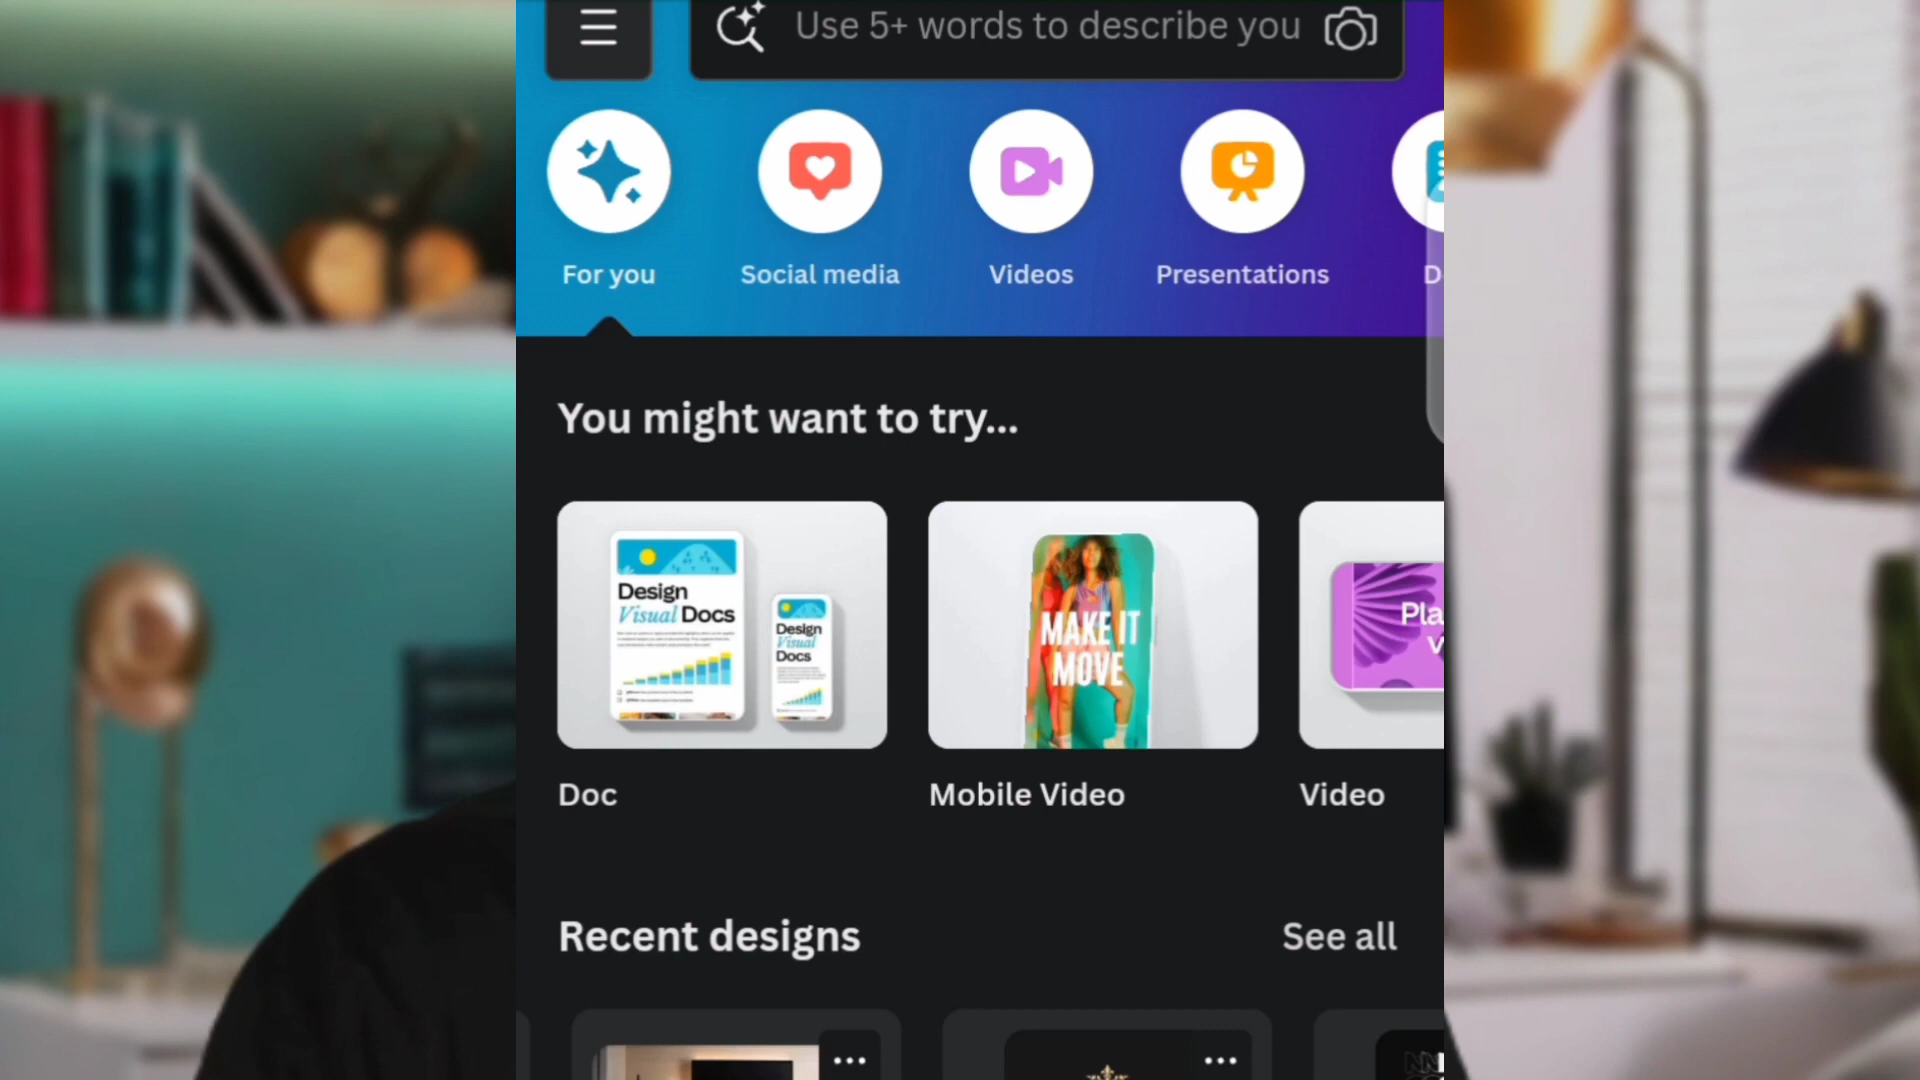 Use 5+ words to describe you
For you
Social media
Videos
Presentations
D
You might want to try...
Design
Visual Docs
Design
Visual
Docs
MAKE IT
MOVE
Pla
V
Doc
Mobile Video
Video
Recent designs
See all